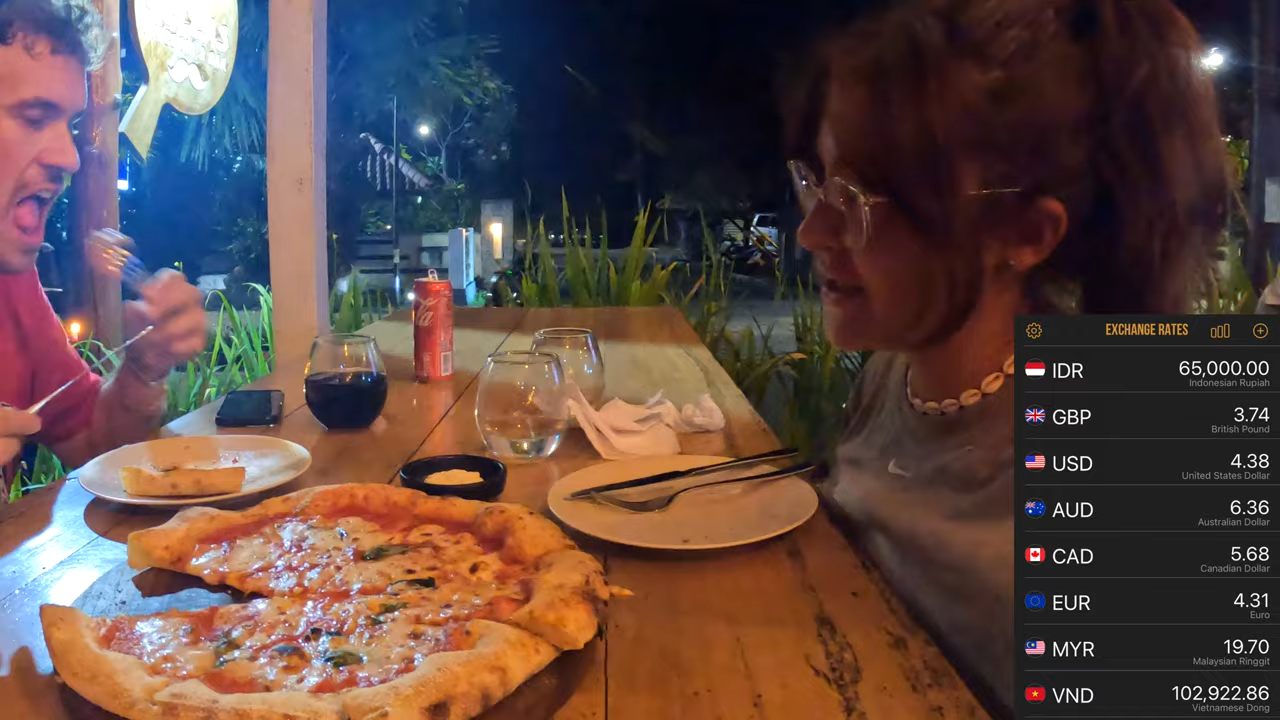 EXCHANGE RATES
IDR 65,000.00
Indonesian Rupiah
GBP 3.74
British Pound
USD 4.38
United States Dollar
AUD 6.36
Australian Dollar
CAD 5.68
Canadian Dollar
EUR 4.31
Euro
MYR 19.70
Malaysian Ringgit
VND 102,922.86
Vietnamese Dong